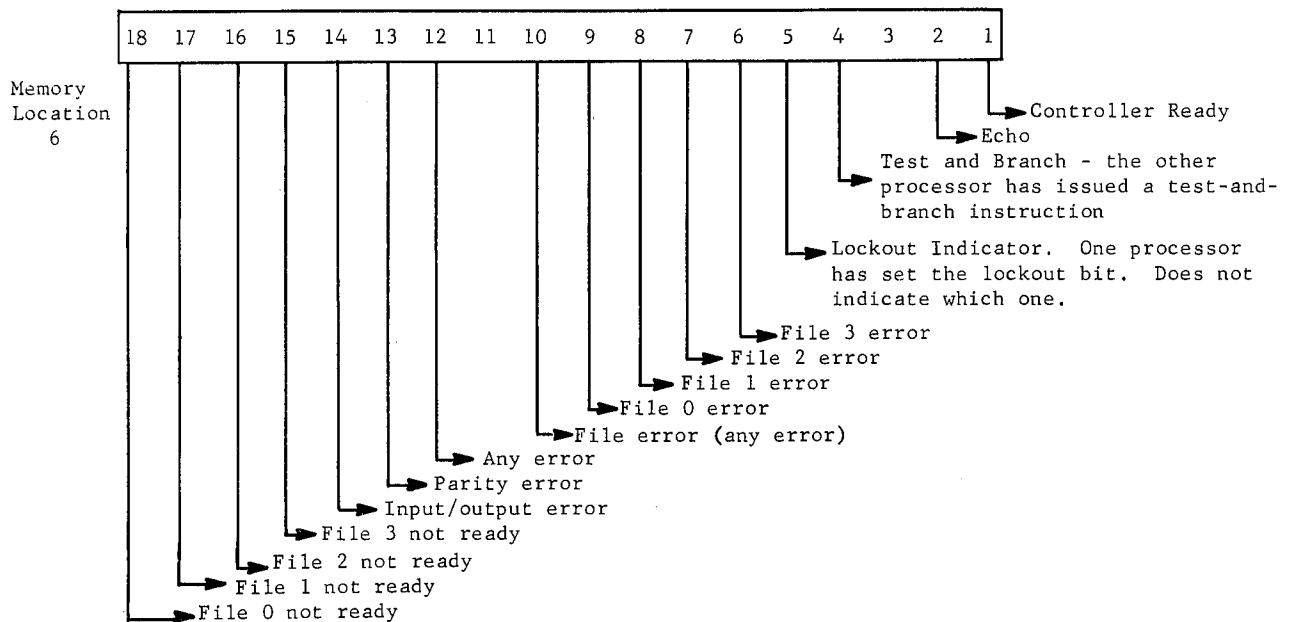 18 17 16 15 14 13 12 11 10 9 8 7 6 5 4 3 2 1
Memory
Location
6
Controller Ready
Echo
Test and Branch - the other
processor has issued a test-and-
branch instruction
Lockout Indicator. One processor
has set the lockout bit. Does not
indicate which one.
File 3 error
File 2 error
File 1 error
File 0 error
File error (any error)
Any error
Parity error
Input/output error
File 3 not ready
File 2 not ready
File 1 not ready
File 0 not ready